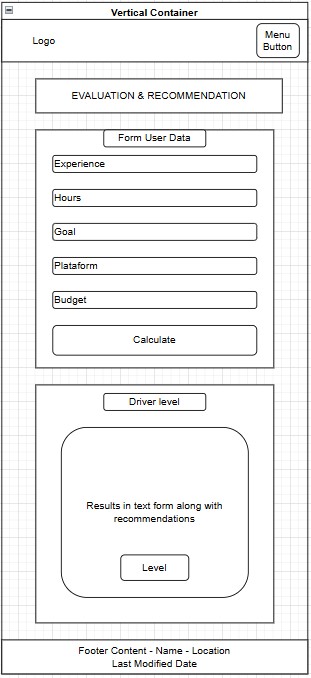 Vertical Container
Logo
Menu
Button
EVALUATION & RECOMMENDATION
Form User Data
Experience
Hours
Goal
Plataform
Budget
Calculate
Driver level
Results in text form along with
recommendations
Level
Footer Content - Name - Location
Last Modified Date